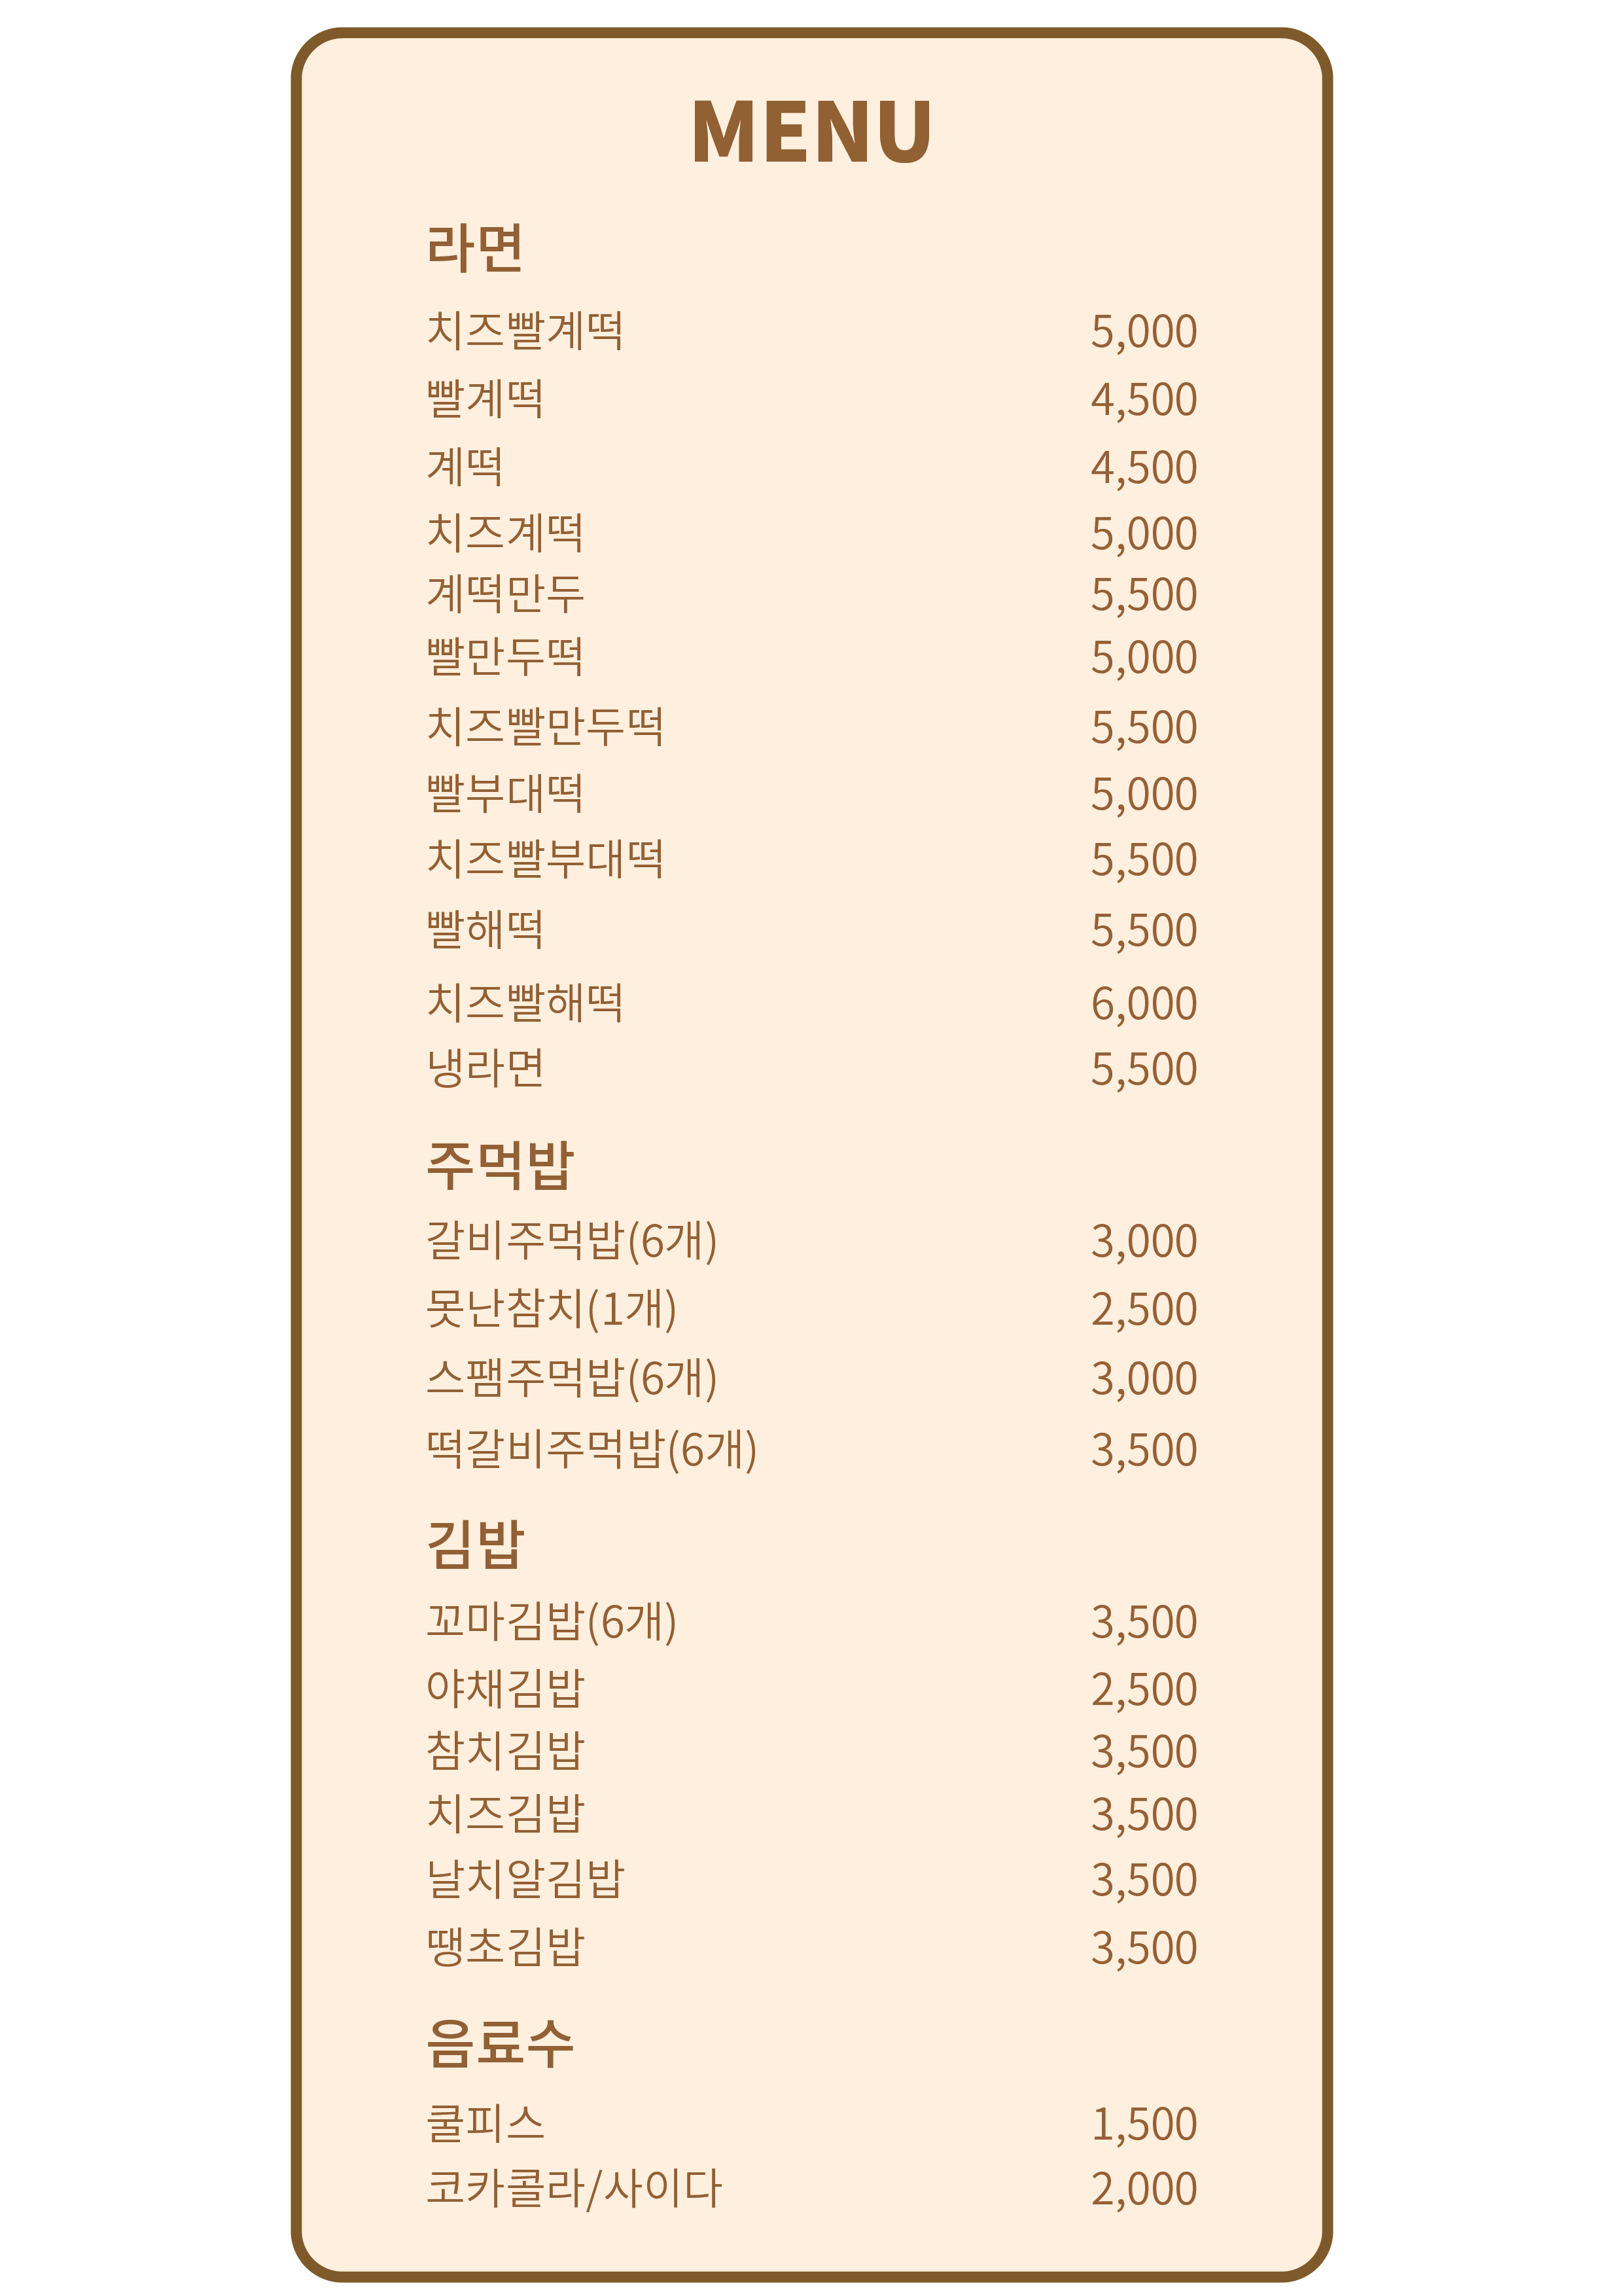 MENU
라면
치즈빨계떡 5,000
빨계떡 4,500
계떡 4,500
치즈계떡 5,000
계떡만두 5,500
빨만두떡 5,000
치즈빨만두떡 5,500
빨부대떡 5,000
치즈빨부대떡 5,500
빨해떡 5,500
치즈빨해떡 6,000
냉라면 5,500
주먹밥
갈비주먹밥(6개) 3,000
못난참치(1개) 2,500
스팸주먹밥(6개) 3,000
떡갈비주먹밥(6개) 3,500
김밥
꼬마김밥(6개) 3,500
야채김밥 2,500
참치김밥 3,500
치즈김밥 3,500
날치알김밥 3,500
땡초김밥 3,500
음료수
쿨피스 1,500
코카콜라/사이다 2,000